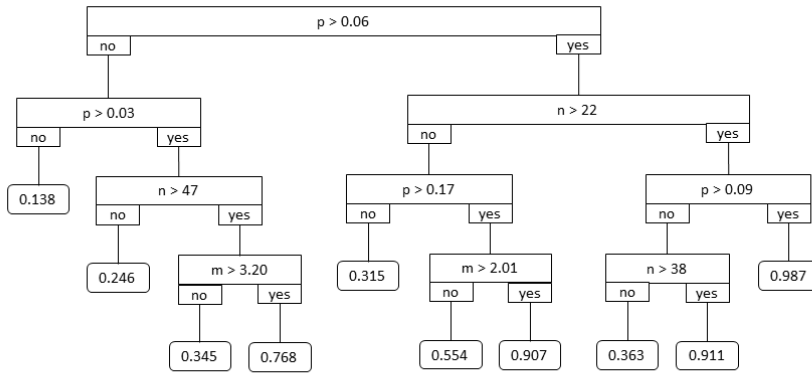 p > 0.06
no yes
p > 0.03 n > 22
no yes no yes
0.138 n > 47 p > 0.17 p > 0.09
no yes no yes no yes
0.246 m > 3.20 0.315 m > 2.01 n > 38 0.987
no yes no yes no yes
0.345 0.768 0.554 0.907 0.363 0.911